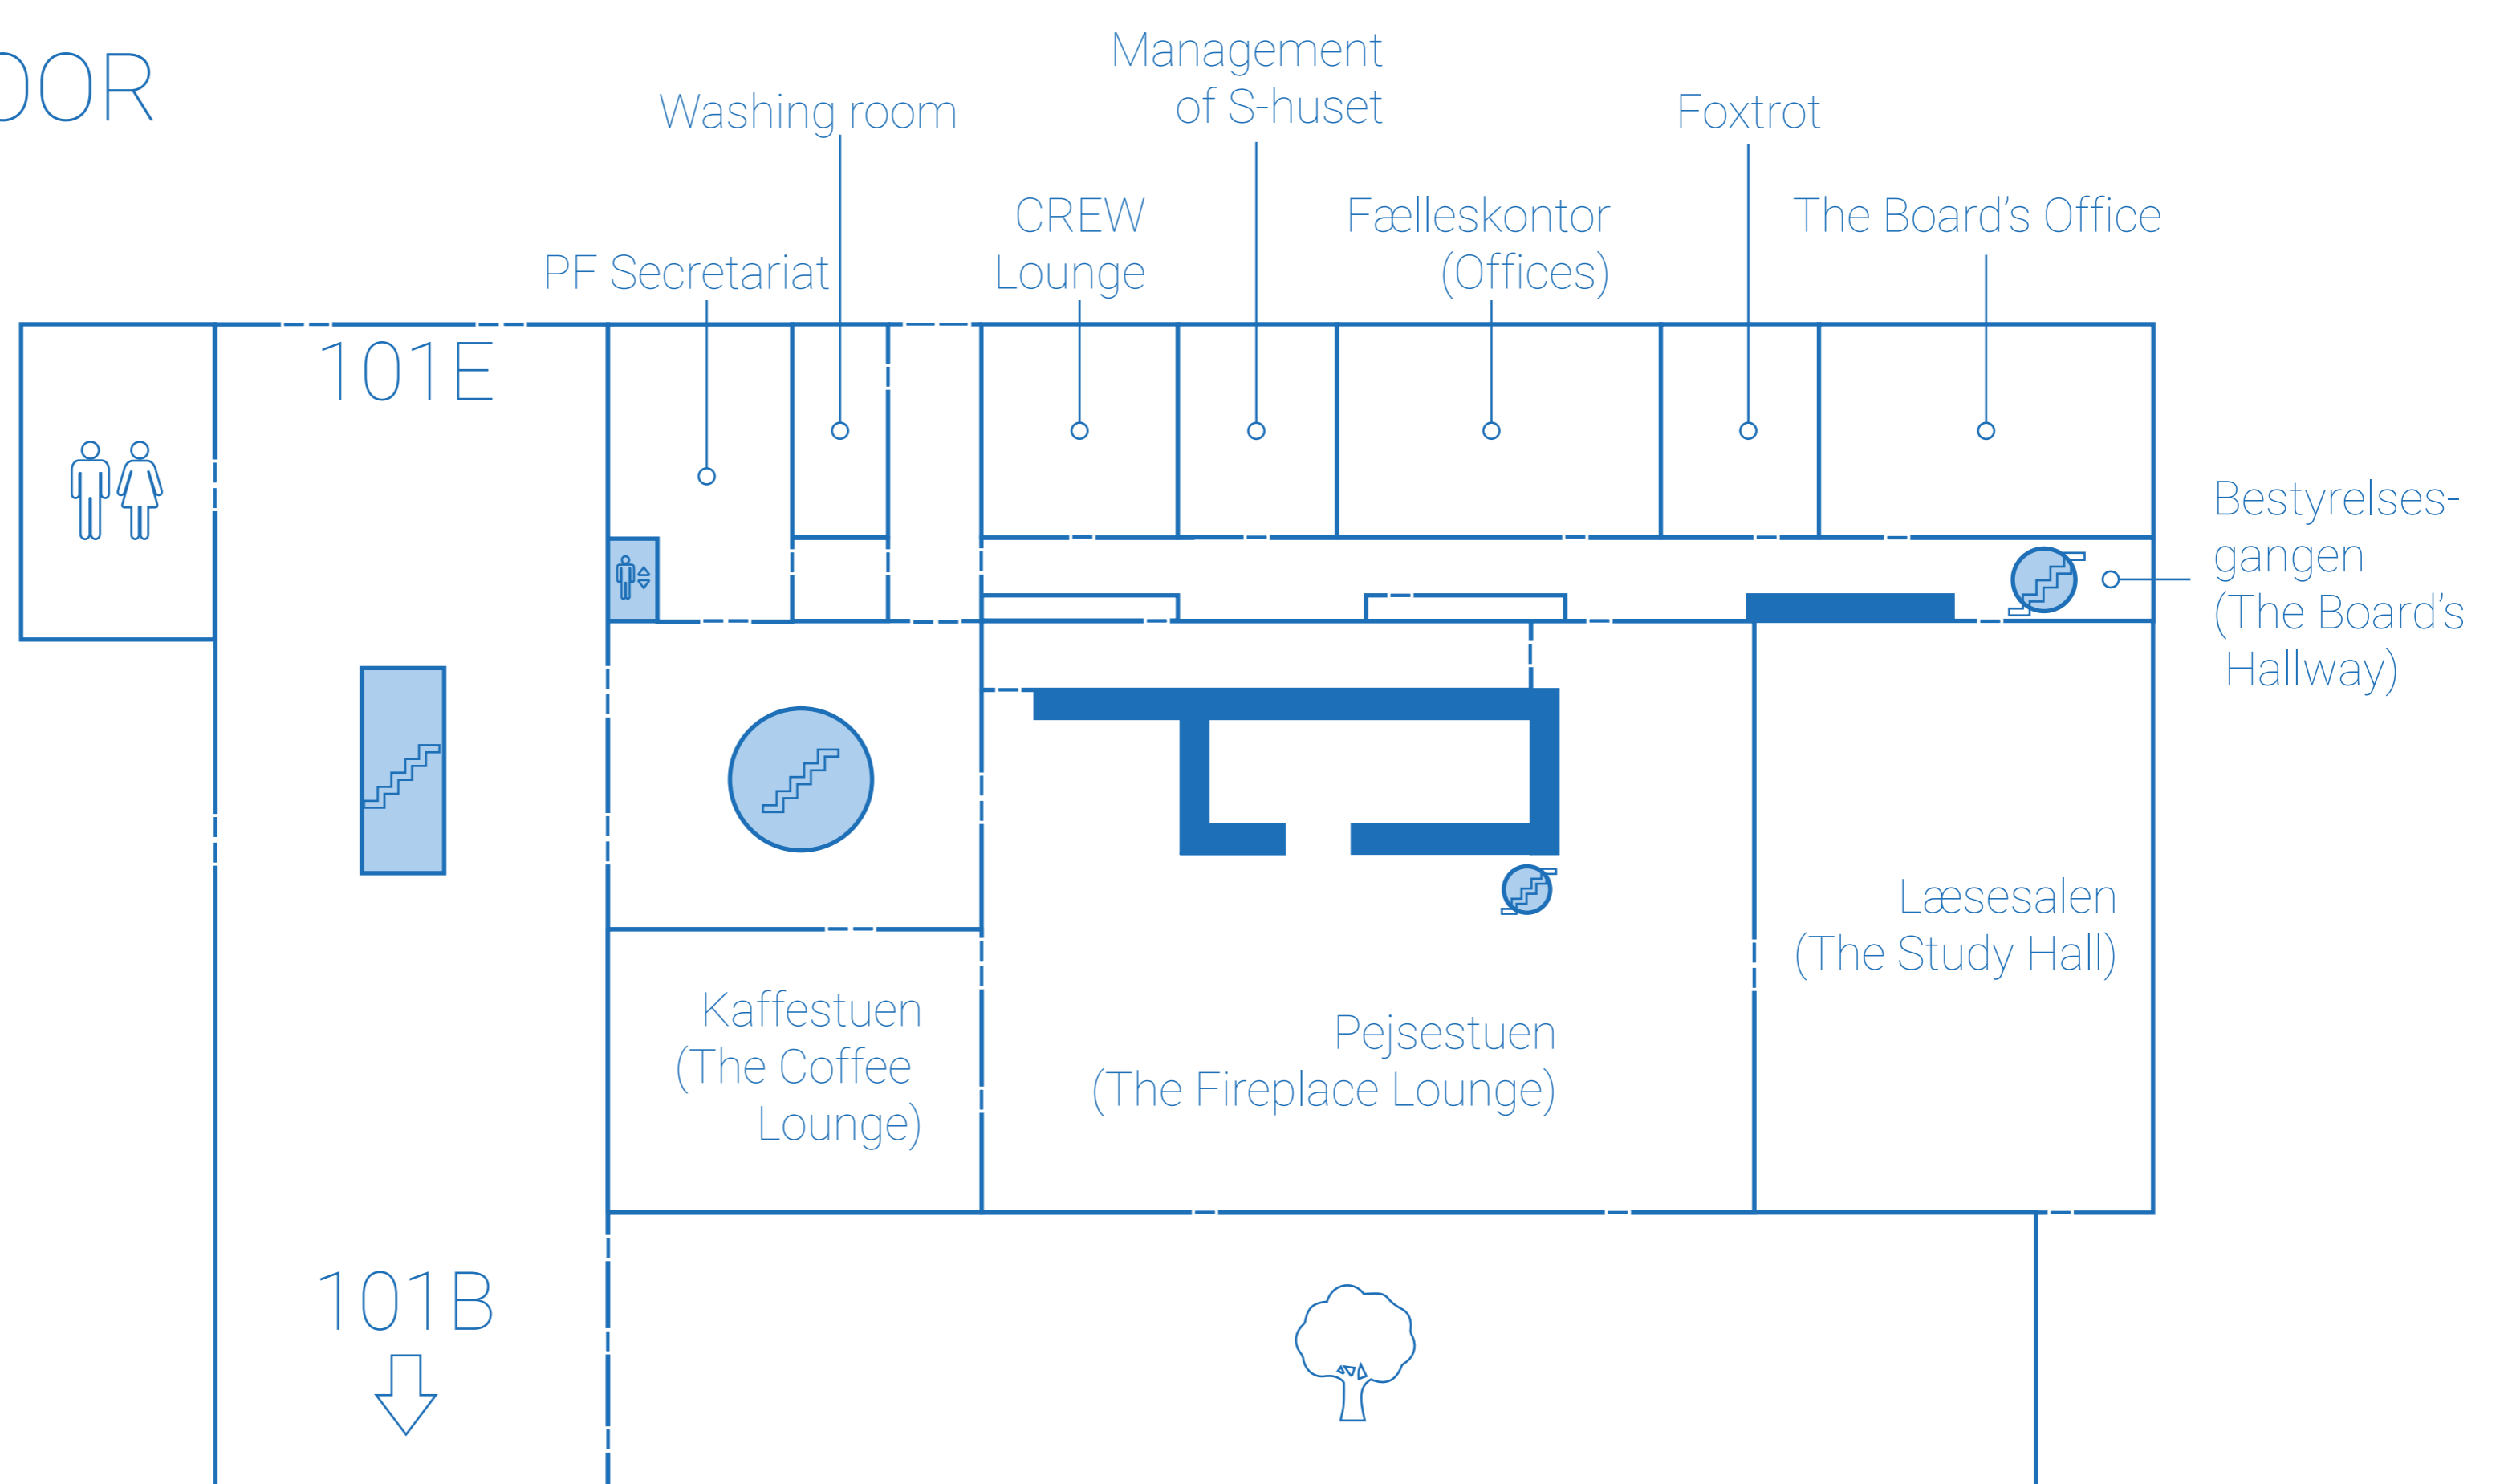 OOR
Management
of S-huset
Washing room
Foxtrot
CREW
Lounge
Fælleskontor
(Offices)
The Board's Office
PF Secretariat
101E
Bestyrelses-
gangen
(The Board's
Hallway)
Læsesalen
(The Study Hall)
Kaffestuen
(The Coffee
Lounge)
Pejsestuen
(The Fireplace Lounge)
101B